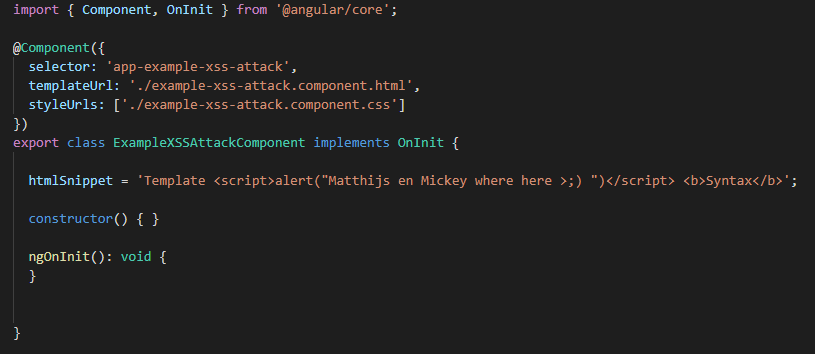 import { Component, OnInit } from '@angular/core';
@Component({
selector: 'app-example-xss-attack',
templateUrl: './example-xss-attack.component.html',
styleUrls: ['./example-xss-attack.component.css']
})
export class ExampleXSSAttackComponent implements OnInit {
htmlSnippet = 'Template <script>alert("Matthijs en Mickey where here >;) ")</script> <b>Syntax</b>';
constructor() { }
ngOnInit(): void {
}
}